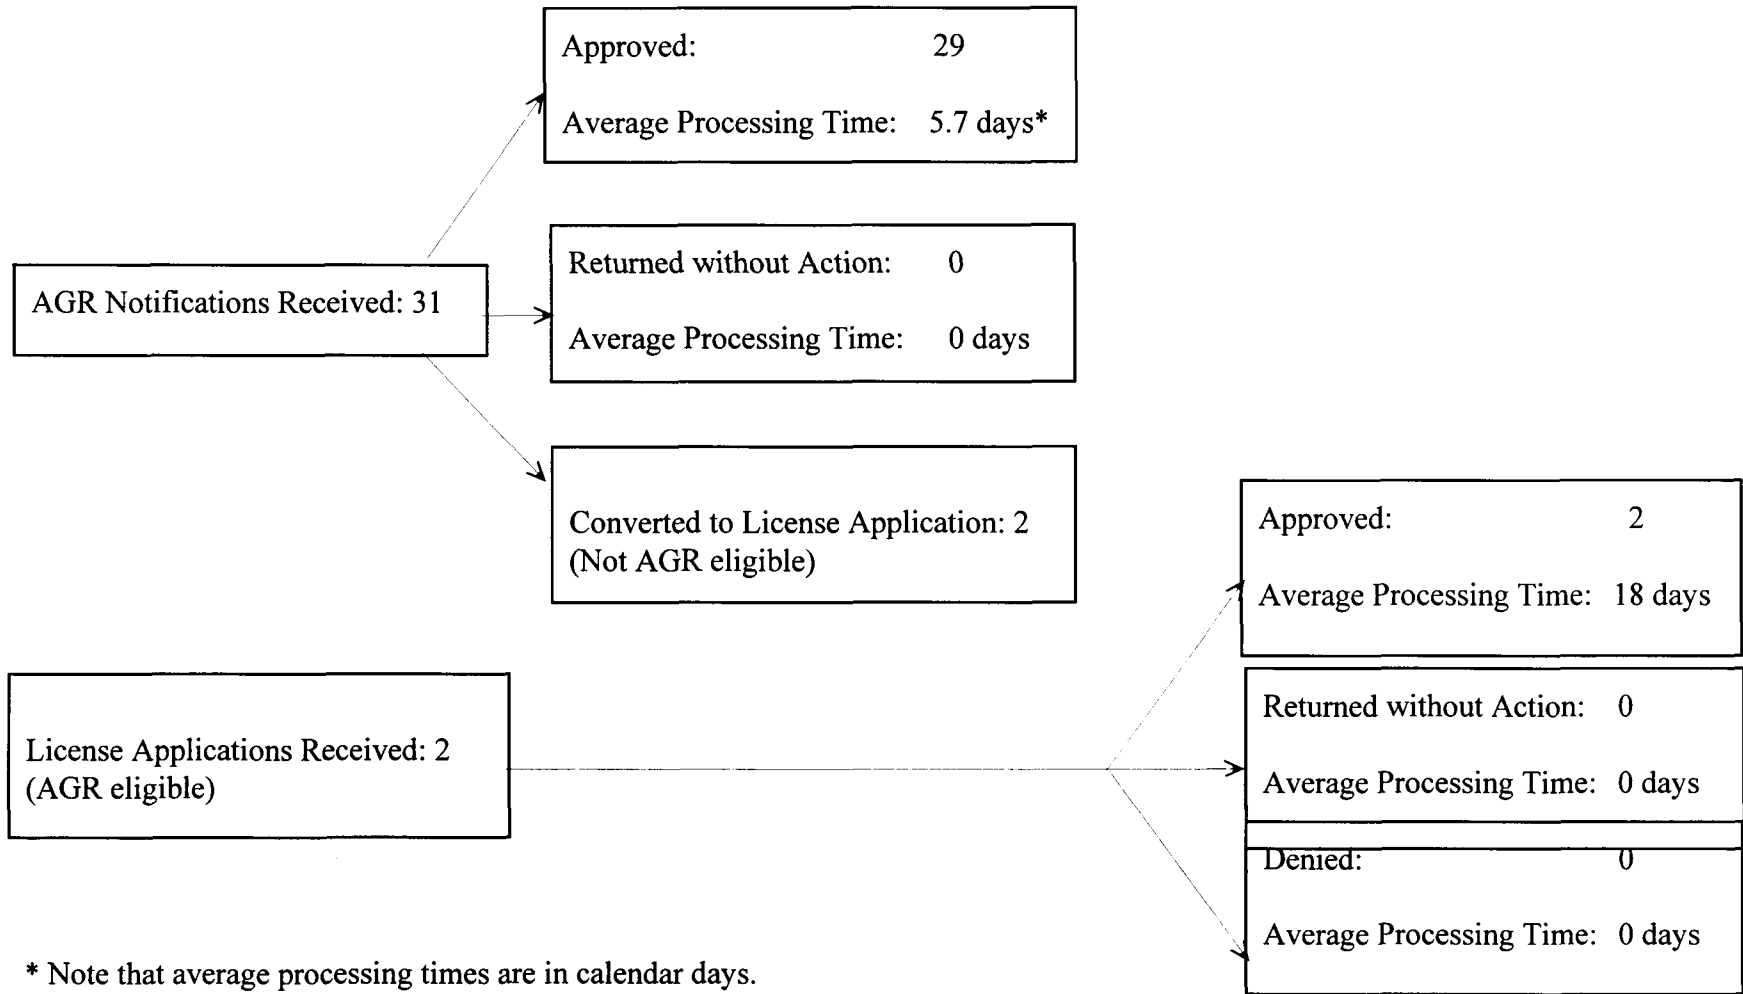 Approved: 29
Average Processing Time: 5.7 days*
AGR Notifications Received: 31
Returned without Action: 0
Average Processing Time: 0 days
Converted to License Application: 2
(Not AGR eligible)
License Applications Received: 2
(AGR eligible)
Approved: 2
Average Processing Time: 18 days
Returned without Action: 0
Average Processing Time: 0 days
Denied: 0
Average Processing Time: 0 days
* Note that average processing times are in calendar days.